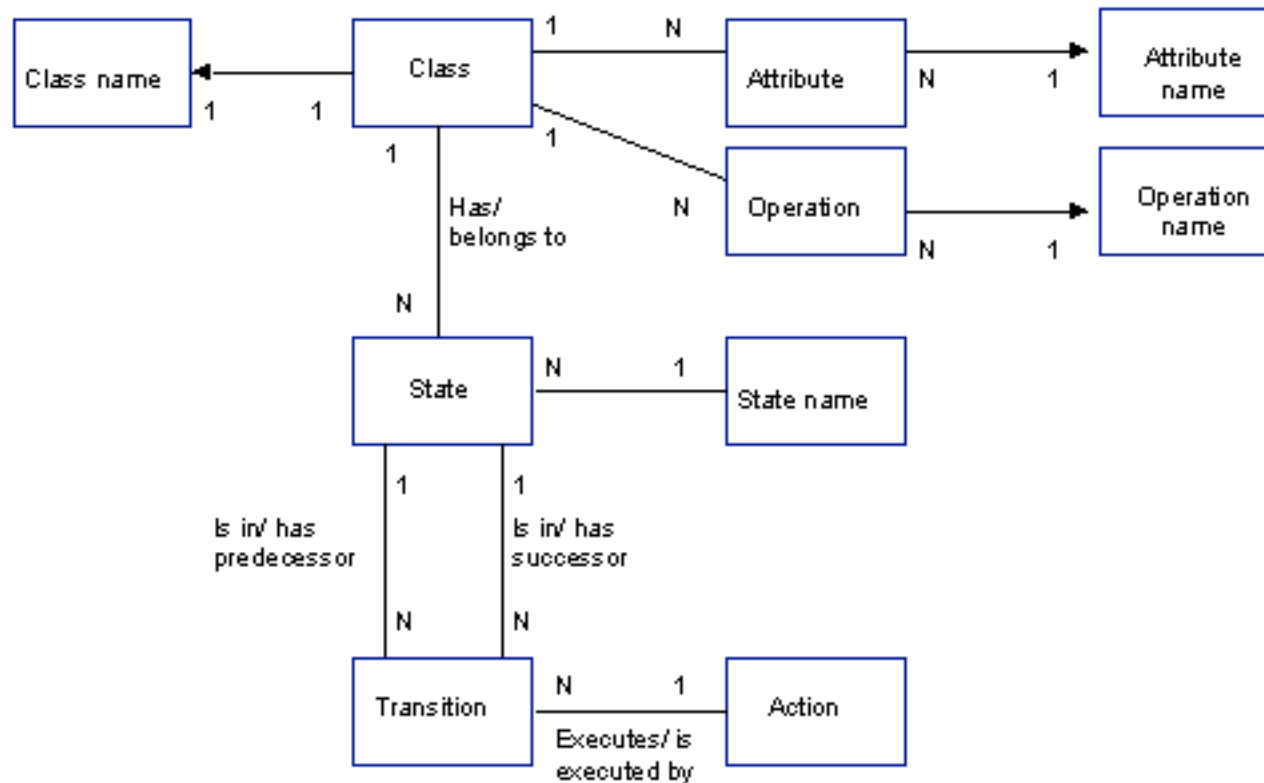 Class name
1
1
Class
1
N
Attribute
N
1
Attribute
name
1
1
N
Operation
N
1
Operation
name
Has/
belongs to
N
State
N
1
State name
1
1
Is in/ has
predecessor
Is in/ has
successor
N
N
Transition
N
1
Executes/ is
executed by
Action